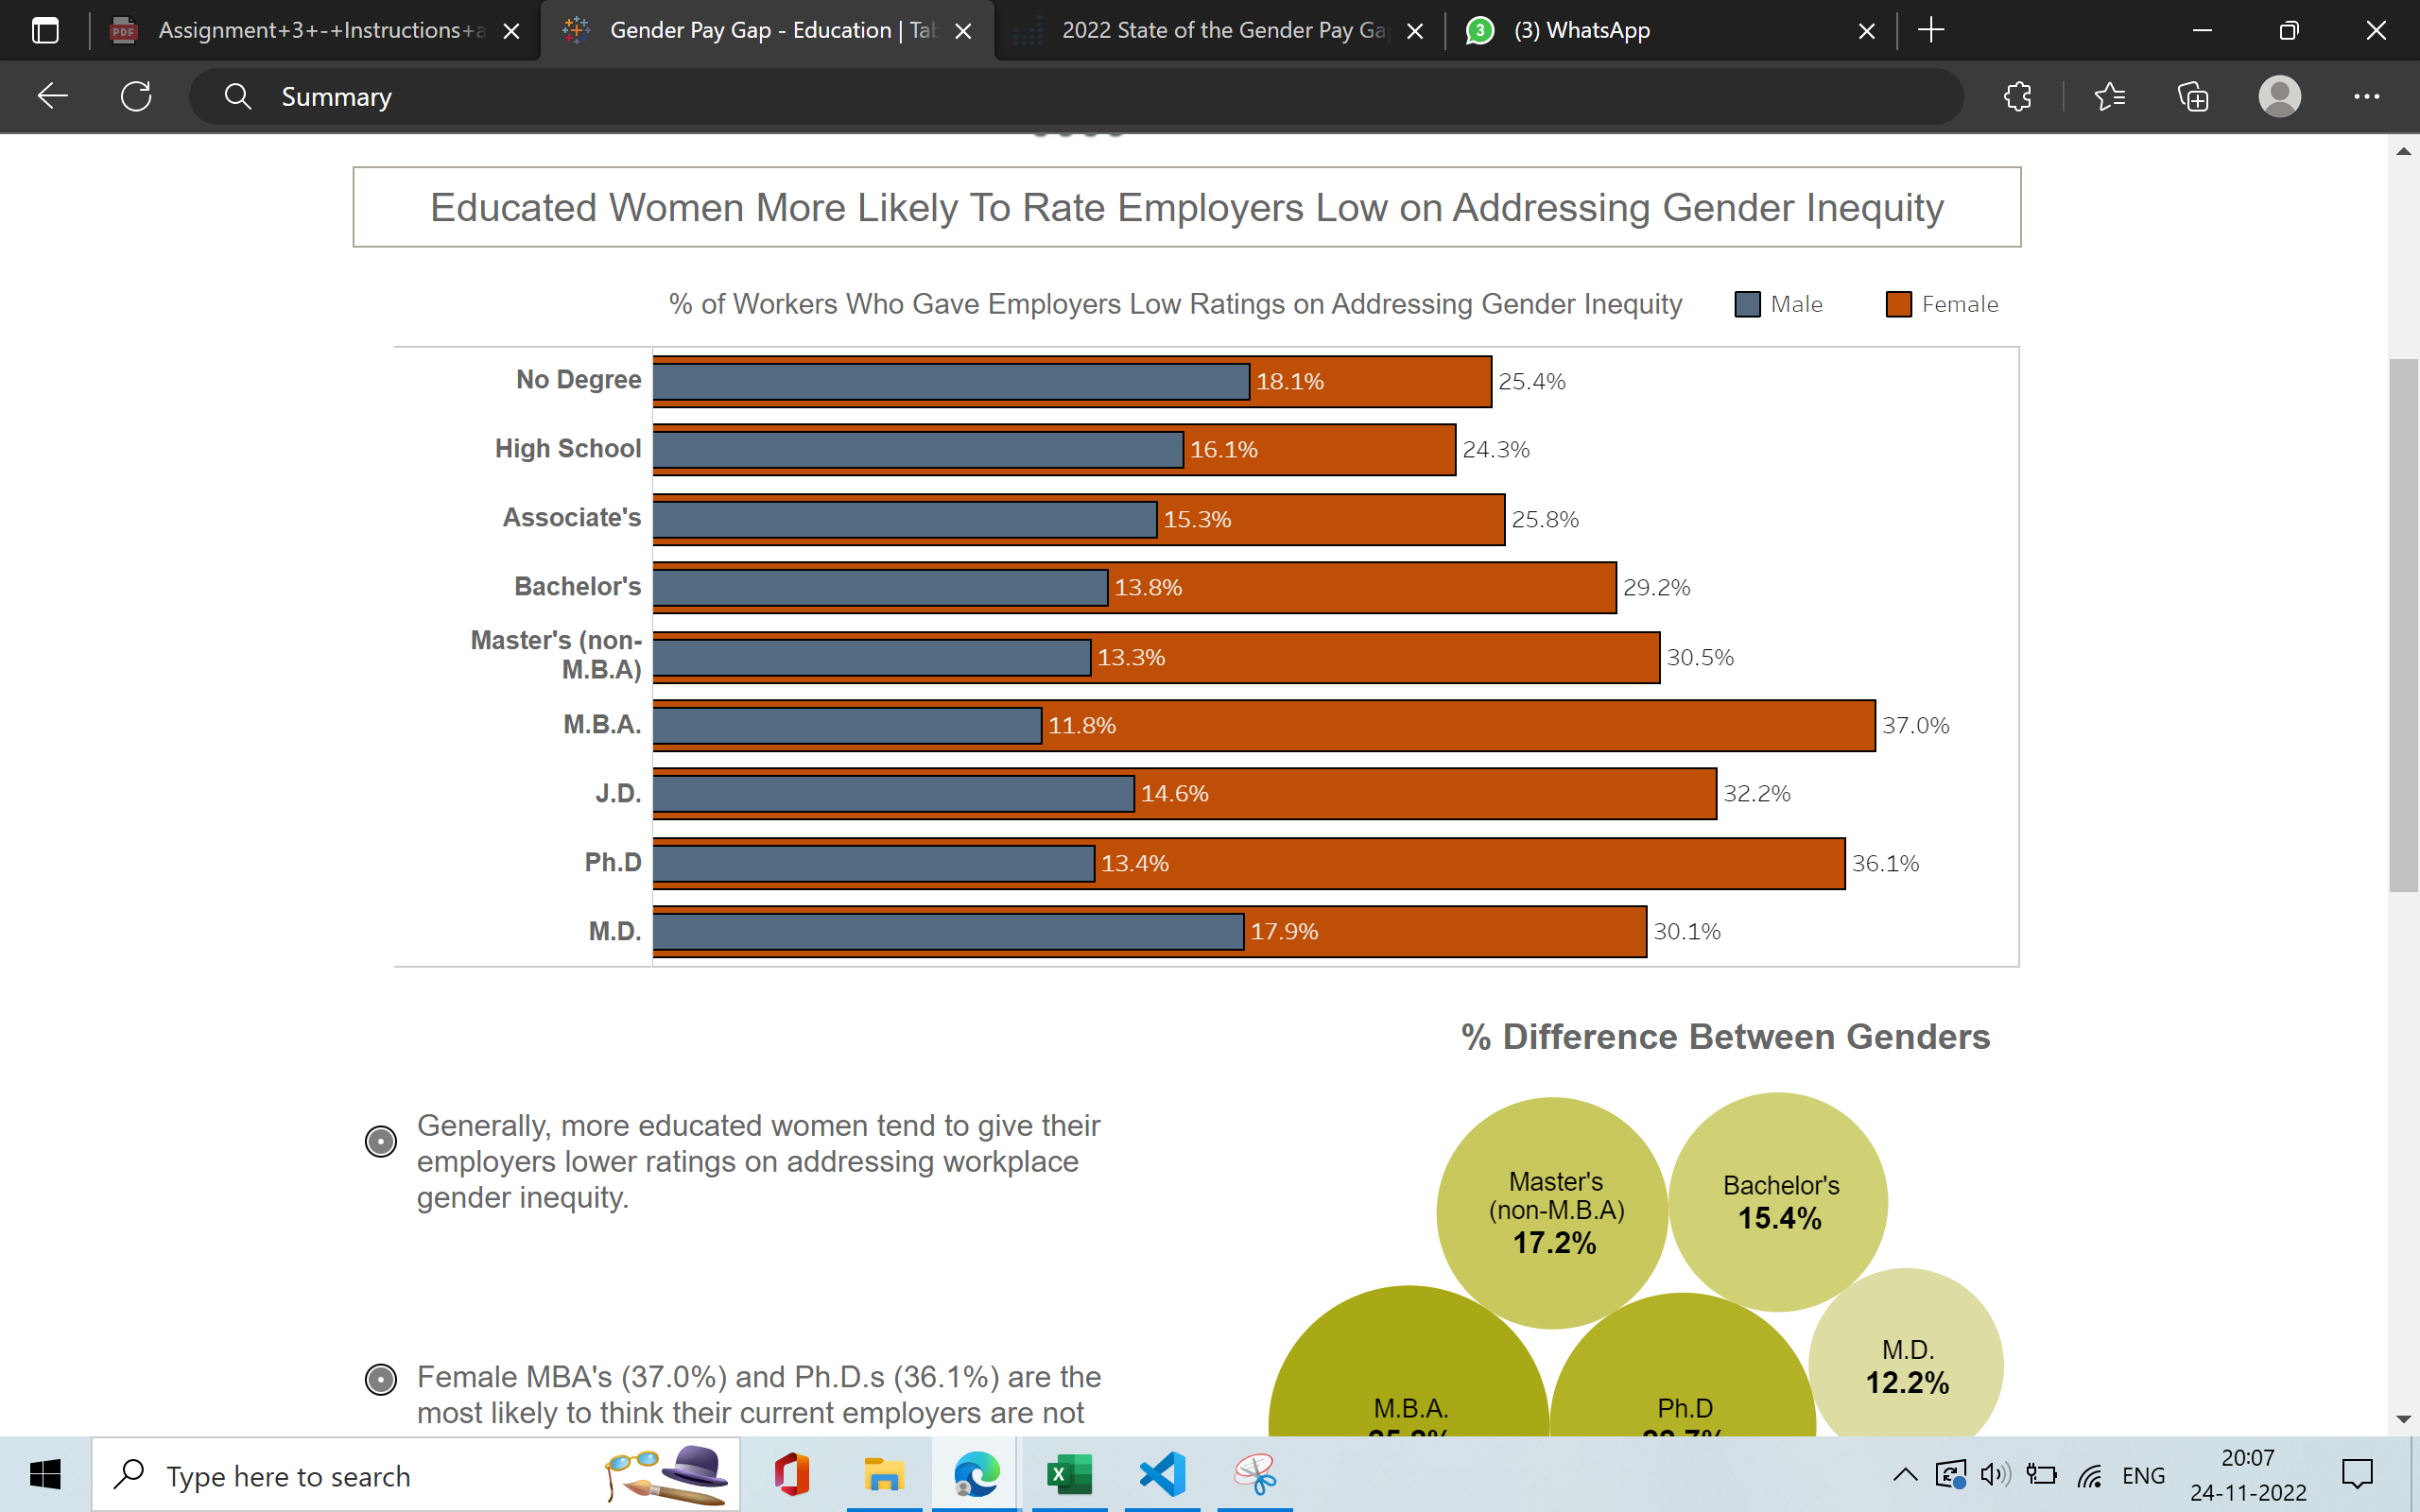 Assignment+3+-+Instructions+a
Gender Pay Gap - Education | Tab
2022 State of the Gender Pay Ga
(3) WhatsApp
Summary
Educated Women More Likely To Rate Employers Low on Addressing Gender Inequity
% of Workers Who Gave Employers Low Ratings on Addressing Gender Inequity Male Female
No Degree 18.1% 25.4%
High School 16.1% 24.3%
Associate's 15.3% 25.8%
Bachelor's 13.8% 29.2%
Master's (non-
M.B.A) 13.3% 30.5%
M.B.A. 11.8% 37.0%
J.D. 14.6% 32.2%
Ph.D 13.4% 36.1%
M.D. 17.9% 30.1%
Generally, more educated women tend to give their
employers lower ratings on addressing workplace
gender inequity.
Female MBA's (37.0%) and Ph.D.s (36.1%) are the
most likely to think their current employers are not
% Difference Between Genders
Master's
(non-M.B.A)
17.2%
Bachelor's
15.4%
M.D.
12.2%
M.B.A.
Ph.D
Type here to search
ENG
20:07
24-11-2022